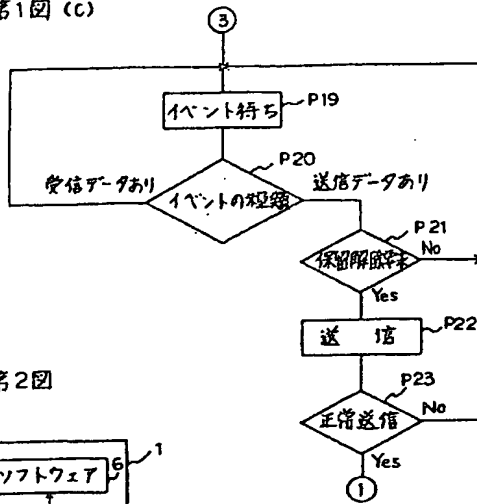 第1図 (C)
3
イベント待ち
P19
P20
受信データあり
送信データあり
イベントの種類
P21
保留解除要求
No
Yes
送 信
P22
第2図
P23
正常送信
No
Yes
1
ソフトウェア
6
1